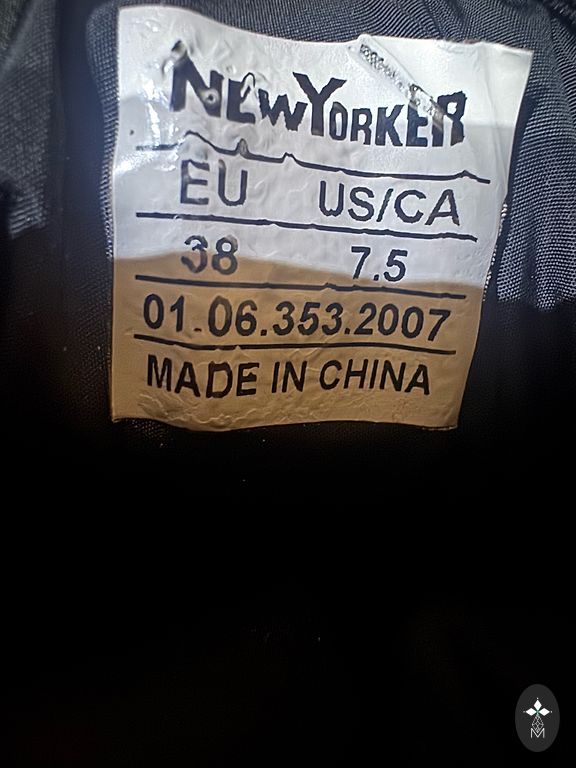 NEWYORKER
EU US/CA
38 7.5
01.06.353.2007
MADE IN CHINA
M